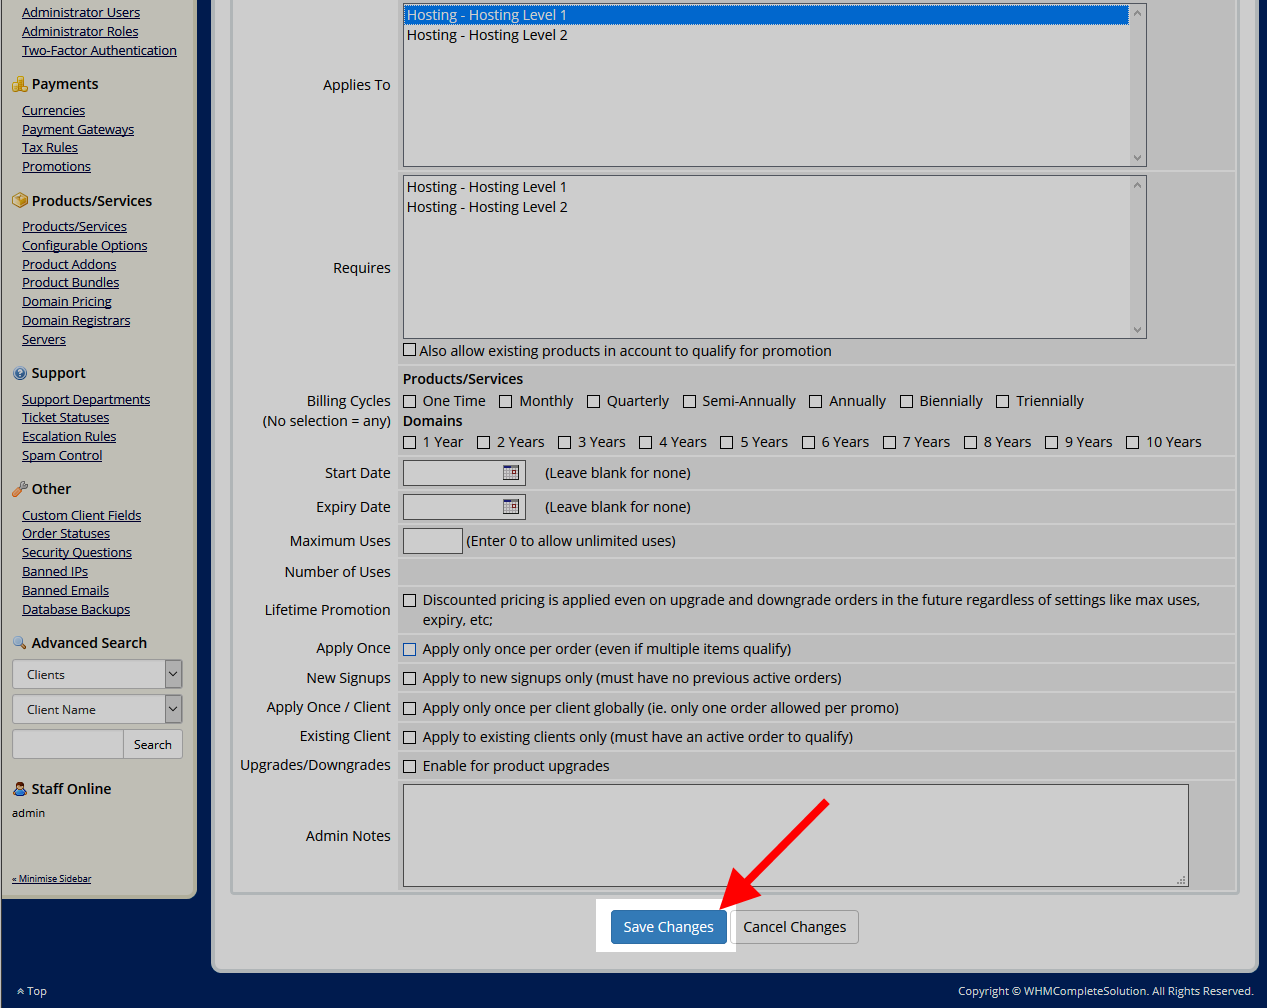 Administrator Users
Administrator Roles
Two-Factor Authentication
Payments
Currencies
Payment Gateways
Tax Rules
Promotions
Products/Services
Products/Services
Configurable Options
Product Addons
Product Bundles
Domain Pricing
Domain Registrars
Servers
Support
Support Departments
Ticket Statuses
Escalation Rules
Spam Control
Other
Custom Client Fields
Order Statuses
Security Questions
Banned IPs
Banned Emails
Database Backups
Advanced Search
Clients
Client Name
Search
Staff Online
admin
« Minimise Sidebar
Applies To
Hosting - Hosting Level 1
Hosting - Hosting Level 2
Requires
Hosting - Hosting Level 1
Hosting - Hosting Level 2
Also allow existing products in account to qualify for promotion
Billing Cycles
(No selection = any)
Products/Services
One Time Monthly Quarterly Semi-Annually Annually Biennially Triennially
Domains
1 Year 2 Years 3 Years 4 Years 5 Years 6 Years 7 Years 8 Years 9 Years 10 Years
Start Date (Leave blank for none)
Expiry Date (Leave blank for none)
Maximum Uses (Enter 0 to allow unlimited uses)
Number of Uses
Lifetime Promotion Discounted pricing is applied even on upgrade and downgrade orders in the future regardless of settings like max uses,
expiry, etc;
Apply Once Apply only once per order (even if multiple items qualify)
New Signups Apply to new signups only (must have no previous active orders)
Apply Once / Client Apply only once per client globally (ie. only one order allowed per promo)
Existing Client Apply to existing clients only (must have an active order to qualify)
Upgrades/Downgrades Enable for product upgrades
Admin Notes
Save Changes Cancel Changes
Top
Copyright © WHMCompleteSolution. All Rights Reserved.